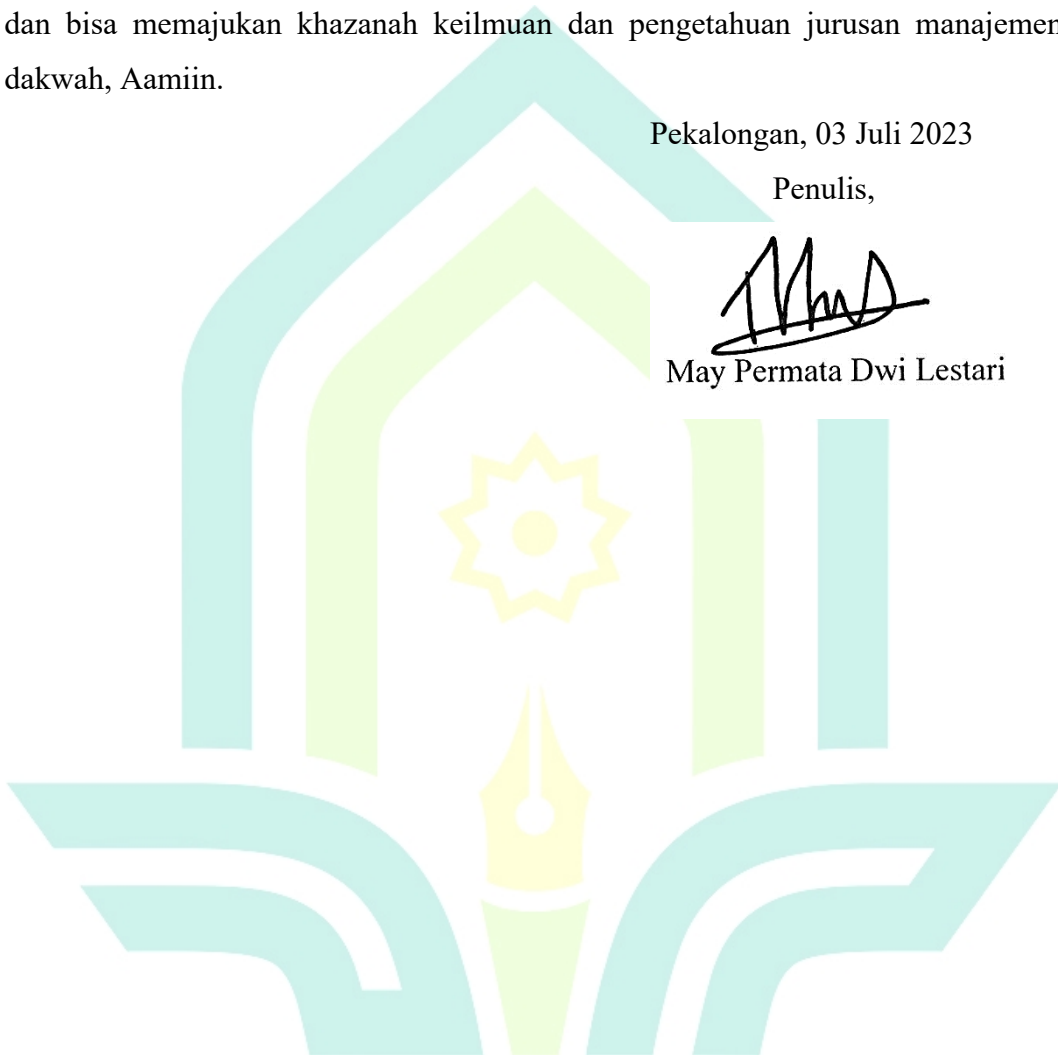 dan bisa memajukan khazanah keilmuan dan pengetahuan jurusan manajemen
dakwah, Aamiin.
Pekalongan, 03 Juli 2023
Penulis,
May Permata Dwi Lestari